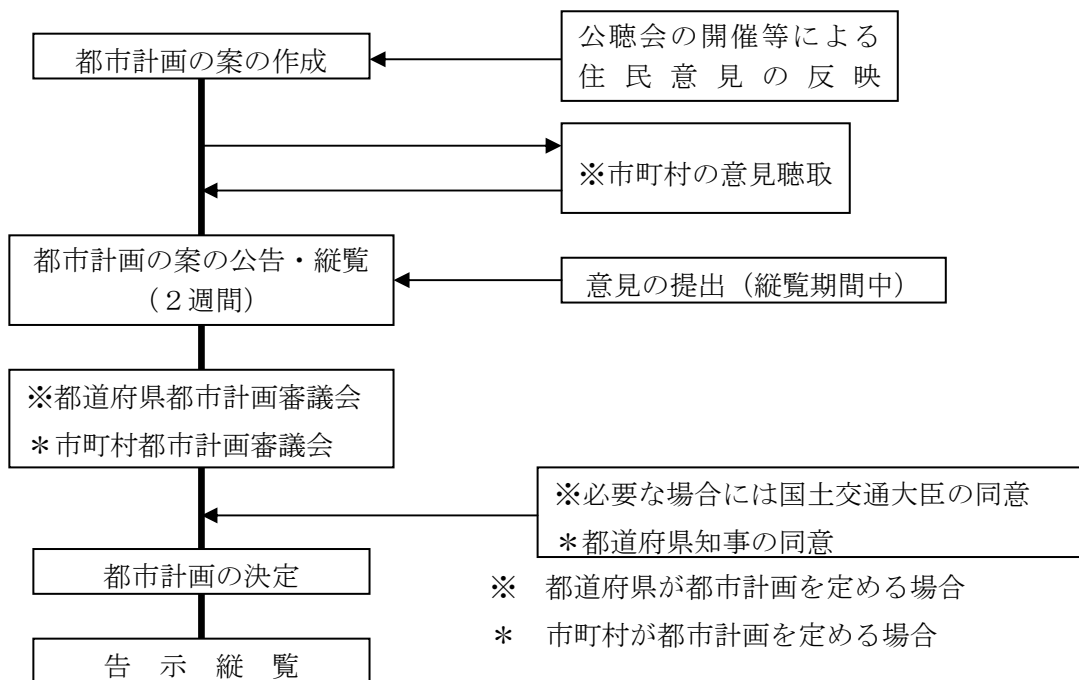 都市計画の案の作成
公聴会の開催等による
住民意見の反映
※市町村の意見聴取
都市計画の案の公告・縦覧
（２週間）
意見の提出（縦覧期間中）
※都道府県都市計画審議会
＊市町村都市計画審議会
※必要な場合には国土交通大臣の同意
＊都道府県知事の同意
都市計画の決定
※　都道府県が都市計画を定める場合
＊　市町村が都市計画を定める場合
告示縦覧